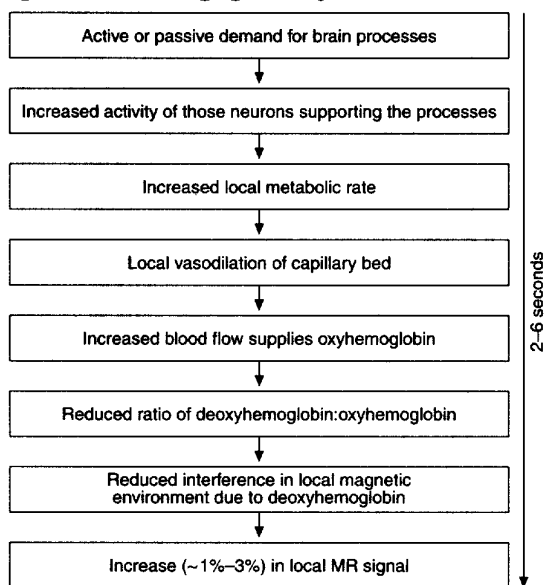 Active or passive demand for brain processes
Increased activity of those neurons supporting the processes
Increased local metabolic rate
Local vasodilation of capillary bed
Increased blood flow supplies oxyhemoglobin
Reduced ratio of deoxyhemoglobin:oxyhemoglobin
Reduced interference in local magnetic
environment due to deoxyhemoglobin
Increase (~1%–3%) in local MR signal
2–6 seconds